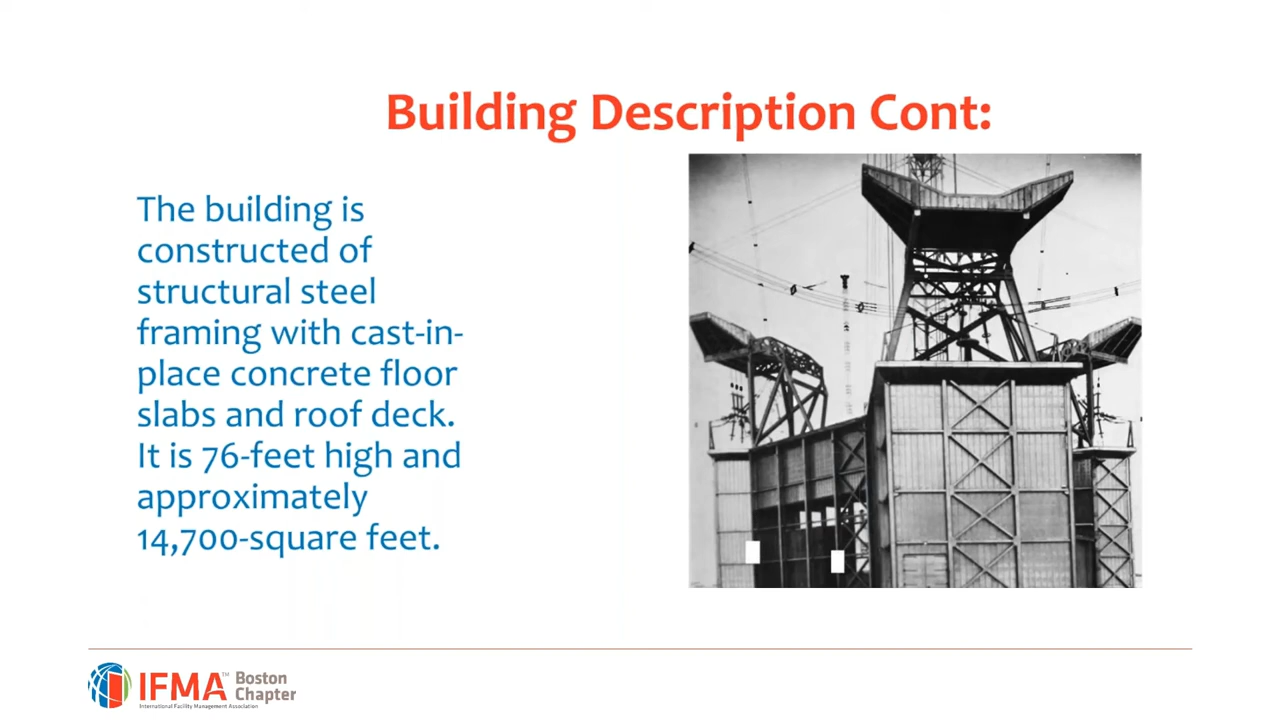 Building Description Cont:
The building is
constructed of
structural steel
framing with cast-in-
place concrete floor
slabs and roof deck.
It is 76-feet high and
approximately
14,700-square feet.
IFMA™ Boston
Chapter
International Facility Management Association